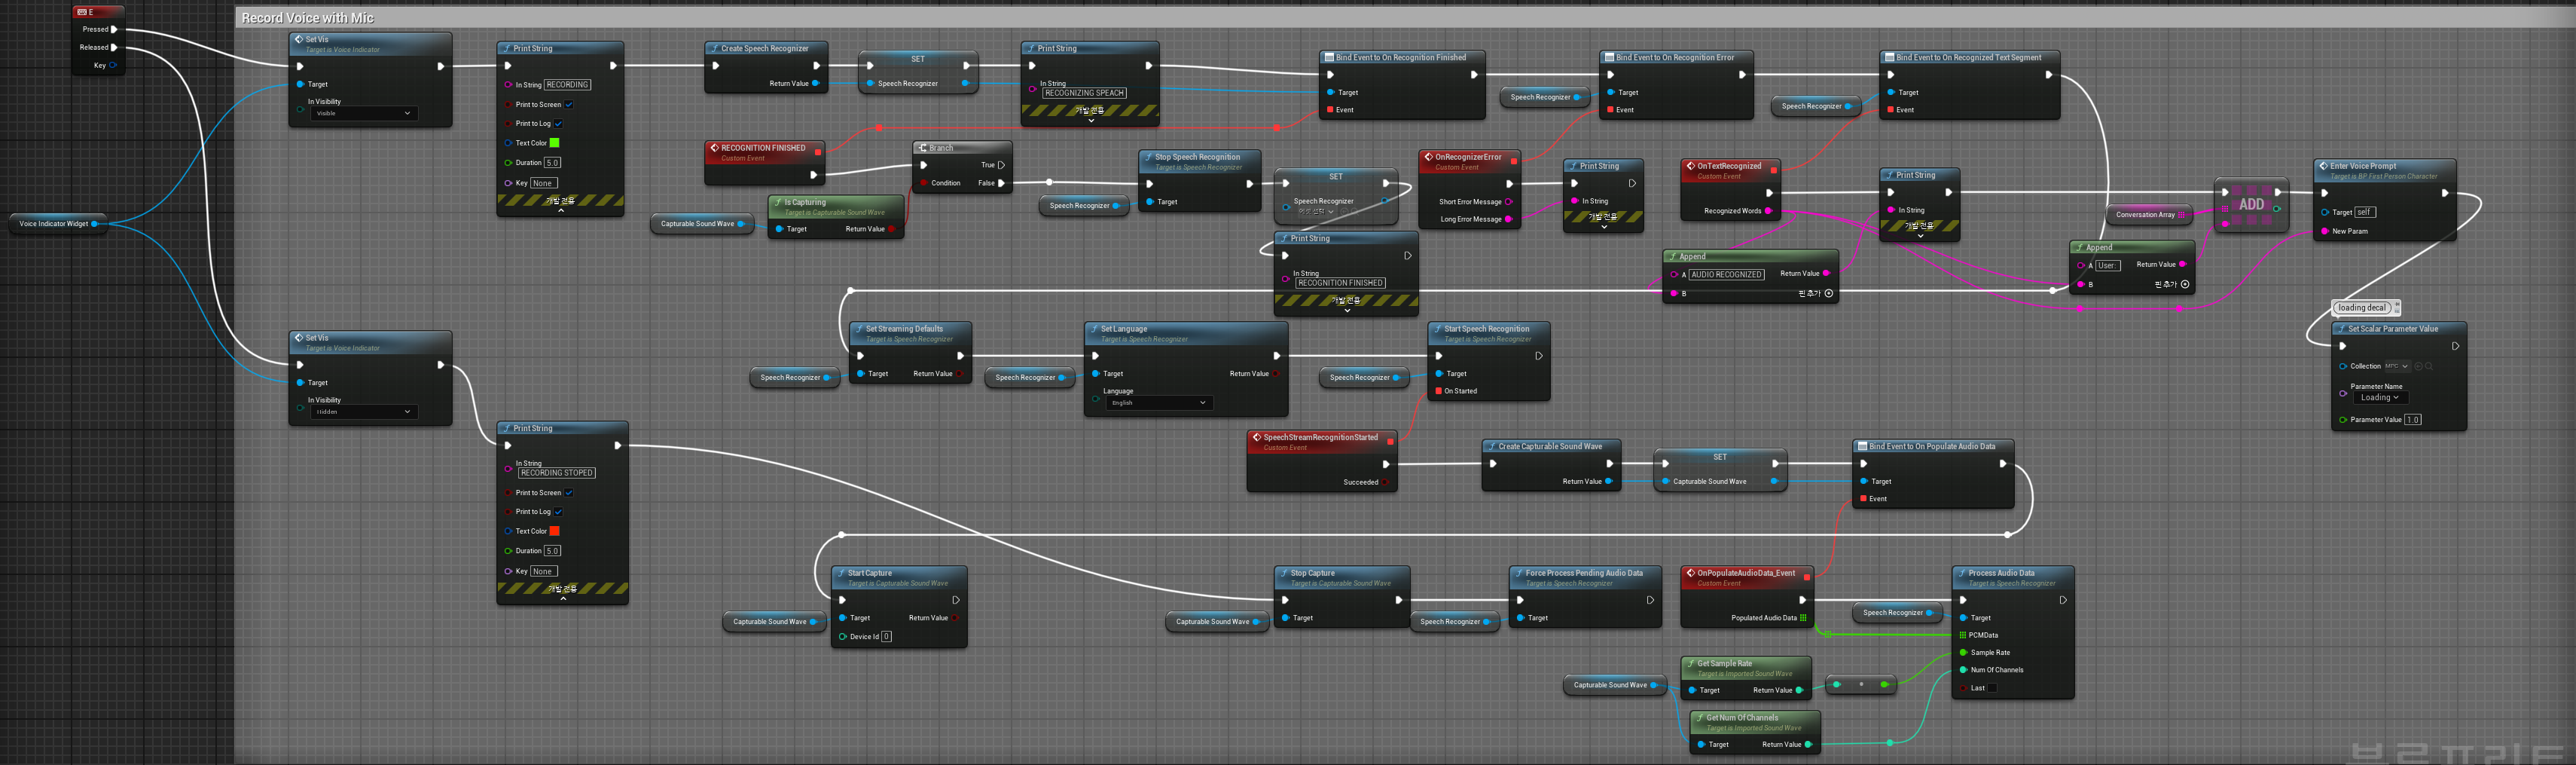 Record Voice with Mic
E
Pressed
Released
Key
Voice Indicator Widget
Set Vis
Target is Voice Indicator
Target
In Visibility
Visible
Print String
In String RECORDING
Print to Screen
Print to Log
Text Color
Duration 5.0
Key None
개발 전용
Create Speech Recognizer
Return Value
SET
Speech Recognizer
Print String
In String
RECOGNIZING SPEACH
개발 전용
Bind Event to On Recognition Finished
Target
Event
Speech Recognizer
Bind Event to On Recognition Error
Target
Event
Speech Recognizer
Bind Event to On Recognized Text Segment
Target
Event
RECOGNITION FINISHED
Custom Event
Capturable Sound Wave
Is Capturing
Target is Capturable Sound Wave
Target
Return Value
Branch
Condition
True
False
Speech Recognizer
Stop Speech Recognition
Target is Speech Recognizer
Target
SET
Speech Recognizer
에셋 선택
Print String
In String
RECOGNITION FINISHED
개발 전용
OnRecognizerError
Custom Event
Short Error Message
Long Error Message
Print String
In String
개발 전용
OnTextRecognized
Custom Event
Recognized Words
Append
A AUDIO RECOGNIZED
B
Return Value
핀 추가
Print String
In String
개발 전용
Conversation Array
Append
A User:
B
Return Value
핀 추가
ADD
Enter Voice Prompt
Target is BP First Person Character
Target self
New Param
loading decal
Set Scalar Parameter Value
Collection MPC
Parameter Name
Loading
Parameter Value 1.0
Speech Recognizer
Set Streaming Defaults
Target is Speech Recognizer
Target
Return Value
Speech Recognizer
Set Language
Target is Speech Recognizer
Target
Return Value
Language
English
Speech Recognizer
Start Speech Recognition
Target is Speech Recognizer
Target
On Started
Set Vis
Target is Voice Indicator
Target
In Visibility
Hidden
Print String
In String
RECORDING STOPED
Print to Screen
Print to Log
Text Color
Duration 5.0
Key None
개발 전용
SpeechStreamRecognitionStarted
Custom Event
Succeeded
Create Capturable Sound Wave
Return Value
SET
Capturable Sound Wave
Bind Event to On Populate Audio Data
Target
Event
Capturable Sound Wave
Start Capture
Target is Capturable Sound Wave
Target
Return Value
Device Id 0
Capturable Sound Wave
Stop Capture
Target is Capturable Sound Wave
Target
Speech Recognizer
Force Process Pending Audio Data
Target is Speech Recognizer
Target
OnPopulateAudioData_Event
Custom Event
Populated Audio Data
Speech Recognizer
Process Audio Data
Target is Speech Recognizer
Target
PCMData
Sample Rate
Num Of Channels
Last
Capturable Sound Wave
Get Sample Rate
Target is Imported Sound Wave
Target
Return Value
Get Num Of Channels
Target is Imported Sound Wave
Target
Return Value
블루프린트